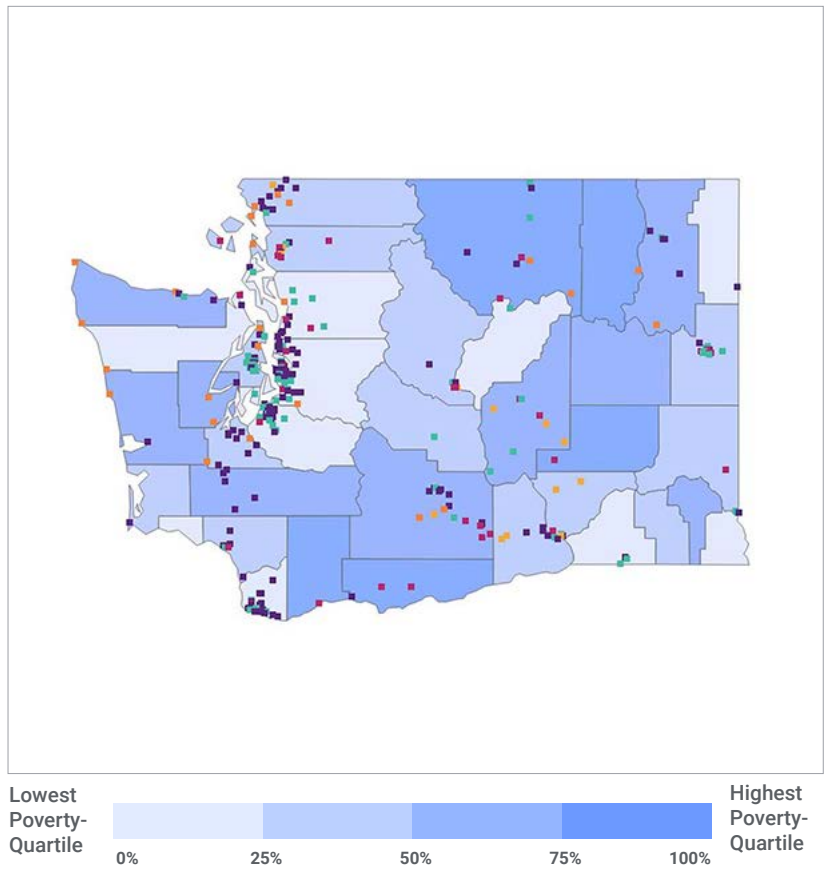 Lowest
Poverty-
Quartile
0%
25%
50%
75%
100%
Highest
Poverty-
Quartile